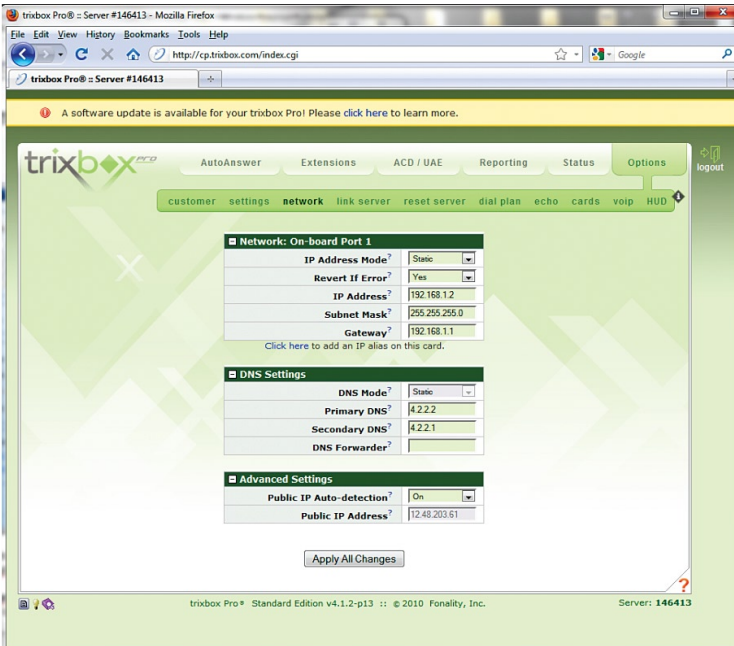 trixbox Pro® :: Server #146413 - Mozilla Firefox
File Edit View History Bookmarks Tools Help
http://cp.trixbox.com/index.cgi
Google
trixbox Pro® :: Server #146413
A software update is available for your trixbox Pro! Please click here to learn more.
trixbox PRO
AutoAnswer Extensions ACD / UAE Reporting Status Options
logout
customer settings network link server reset server dial plan echo cards voip HUD
Network: On-board Port 1
IP Address Mode? Static
Revert If Error? Yes
IP Address? 192.168.1.2
Subnet Mask? 255.255.255.0
Gateway? 192.168.1.1
Click here to add an IP alias on this card.
DNS Settings
DNS Mode? Static
Primary DNS? 4.2.2.2
Secondary DNS? 4.2.2.1
DNS Forwarder?
Advanced Settings
Public IP Auto-detection? On
Public IP Address? 12.48.203.61
Apply All Changes
?
trixbox Pro® Standard Edition v4.1.2-p13 :: © 2010 Fonality, Inc.
Server: 146413